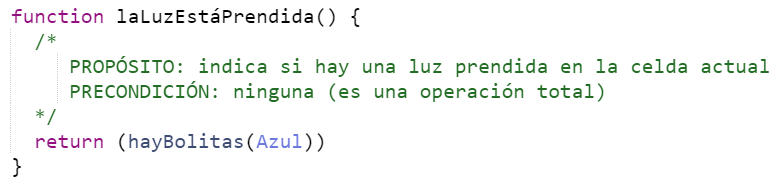 function laLuzEstáPrendida() {
/*
PROPÓSITO: indica si hay una luz prendida en la celda actual
PRECONDICIÓN: ninguna (es una operación total)
*/
return (hayBolitas(Azul))
}